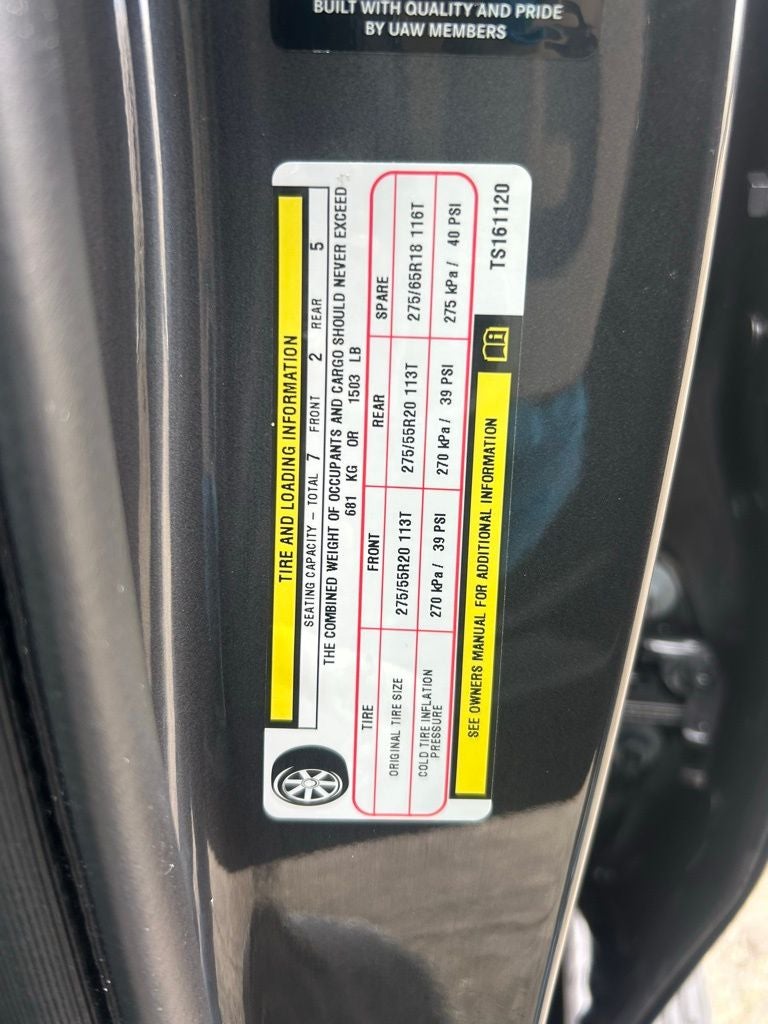 BUILT WITH QUALITY AND PRIDE
BY UAW MEMBERS
TIRE AND LOADING INFORMATION
SEATING CAPACITY – TOTAL 7 FRONT 2 REAR 5
THE COMBINED WEIGHT OF OCCUPANTS AND CARGO SHOULD NEVER EXCEED
681 KG OR 1503 LB
TIRE FRONT REAR SPARE
ORIGINAL TIRE SIZE 275/55R20 113T 275/55R20 113T 275/65R18 116T
COLD TIRE INFLATION
PRESSURE 270 kPa / 39 PSI 270 kPa / 39 PSI 275 kPa / 40 PSI
SEE OWNERS MANUAL FOR ADDITIONAL INFORMATION
TS161120